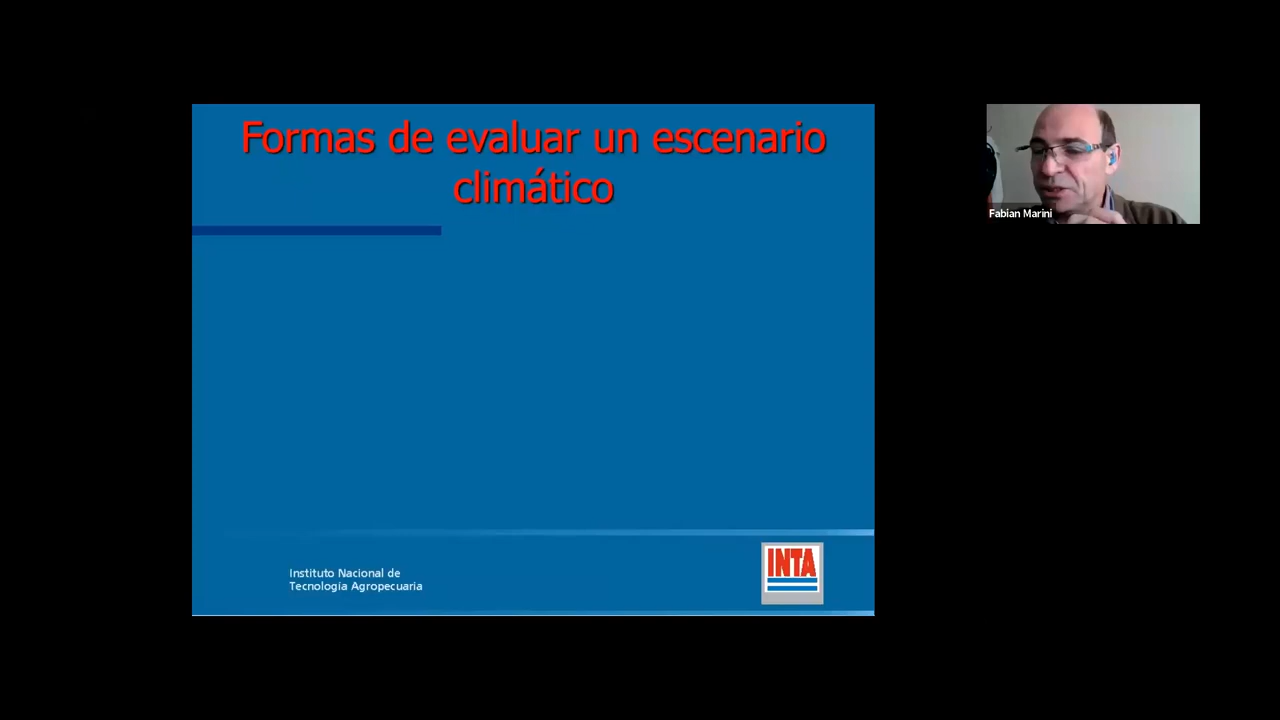 Formas de evaluar un escenario
climático
Fabian Marini
Instituto Nacional de
Tecnología Agropecuaria
INTA